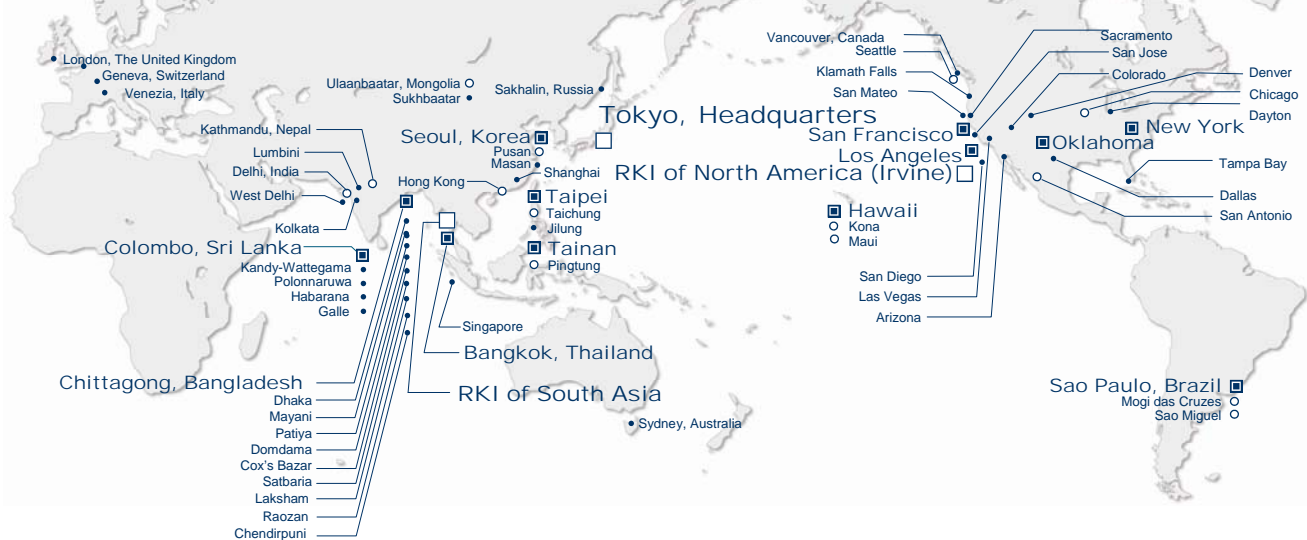 London, The United Kingdom
Geneva, Switzerland
Venezia, Italy
Ulaanbaatar, Mongolia
Sukhbaatar
Sakhalin, Russia
Tokyo, Headquarters
Seoul, Korea
Pusan
Masan
Shanghai
Hong Kong
Kathmandu, Nepal
Lumbini
Delhi, India
West Delhi
Kolkata
Colombo, Sri Lanka
Kandy-Wattegama
Polonnaruwa
Habarana
Galle
Taipei
Taichung
Jilung
Tainan
Pingtung
Singapore
Bangkok, Thailand
RKI of South Asia
Chittagong, Bangladesh
Dhaka
Mayani
Patiya
Domdama
Cox's Bazar
Satbaria
Laksham
Raozan
Chendirpuni
Sydney, Australia
Vancouver, Canada
Seattle
Klamath Falls
San Mateo
San Francisco
Los Angeles
RKI of North America (Irvine)
Hawaii
Kona
Maui
San Diego
Las Vegas
Arizona
Sacramento
San Jose
Colorado
Denver
Chicago
Dayton
New York
Oklahoma
Tampa Bay
Dallas
San Antonio
Sao Paulo, Brazil
Mogi das Cruzes
Sao Miguel